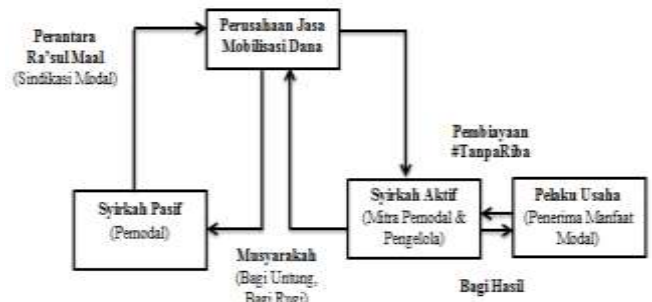 Perantara
Ra'sul Maal
(Sindikasi Modal)
Perusahaan Jasa
Mobilisasi Dana
Pembiayaan
#TanpaRiba
Syirkah Pasif
(Pemodal)
Musyarakah
(Bagi Untung,
Bagi Rugi)
Syirkah Aktif
(Mitra Pemodal &
Pengelola)
Pelaku Usaha
(Penerima Manfaat
Modal)
Bagi Hasil